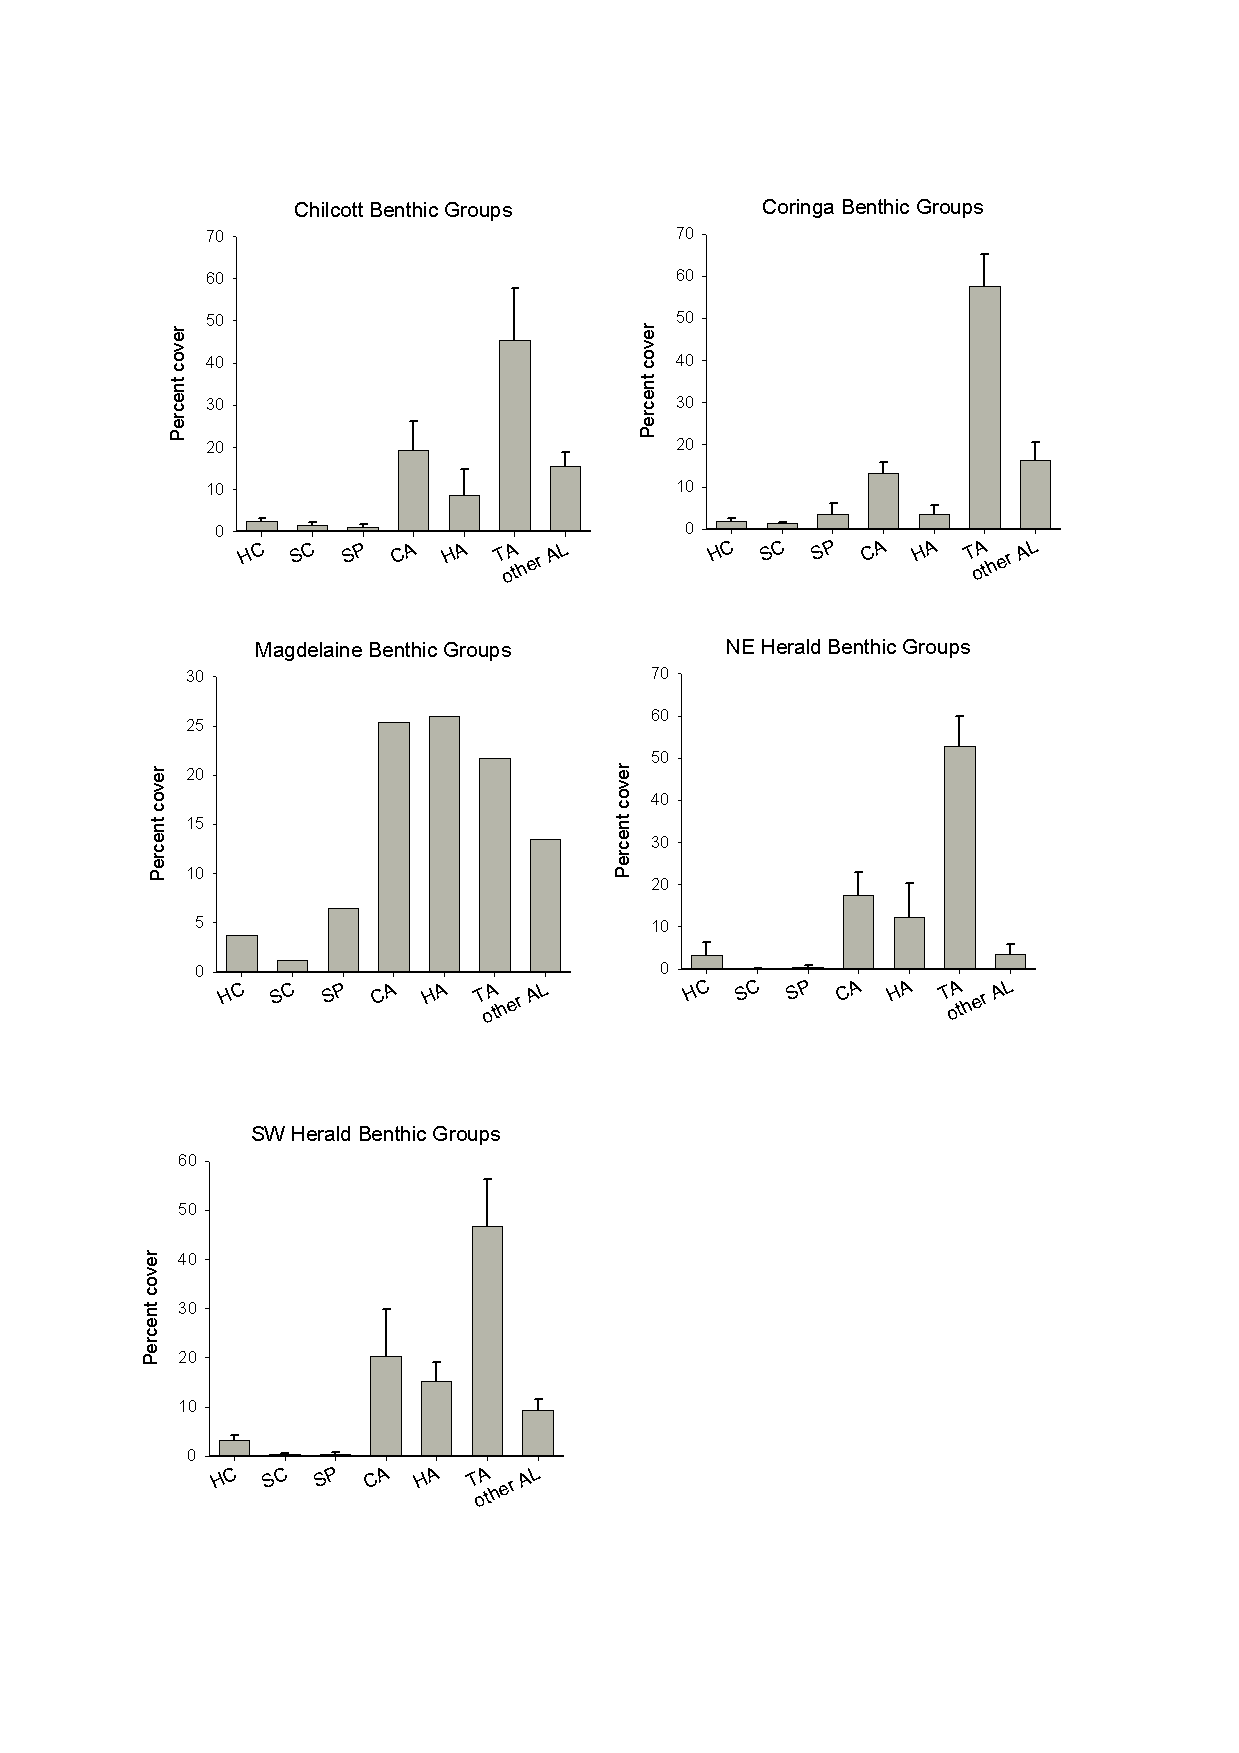 Chilcott Benthic Groups
Percent cover
70
60
50
40
30
20
10
0
HC SC SP CA HA TA other AL
Coringa Benthic Groups
Percent cover
70
60
50
40
30
20
10
0
HC SC SP CA HA TA other AL
Magdelaine Benthic Groups
Percent cover
30
25
20
15
10
5
0
HC SC SP CA HA TA other AL
NE Herald Benthic Groups
Percent cover
70
60
50
40
30
20
10
0
HC SC SP CA HA TA other AL
SW Herald Benthic Groups
Percent cover
60
50
40
30
20
10
0
HC SC SP CA HA TA other AL